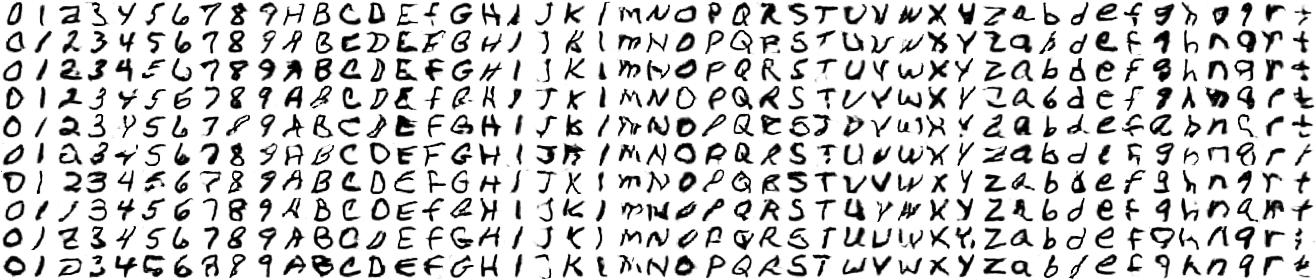 0 1 2 3 4 5 6 7 8 9 A B C D E f G H I J K l m N O P Q R S T U V W X Y Z a b d e f g h n q r t
0 1 2 3 4 5 6 7 8 9 A B C D E F G H I J K l m N O P Q R S T U V W X Y Z a b d e f g h n q r t
0 1 2 3 4 5 6 7 8 9 A B C D E f G H I J K l m N O P Q R S T U V W X Y Z a b d e f g h n q r t
0 1 2 3 4 5 6 7 8 9 A B C D E f G H I J K l m N O P Q R S T U V W X Y Z a b d e f g h n q r t
0 1 2 3 4 5 6 7 8 9 A B C D E F G H I J K l m N O P Q R S T U V W X Y Z a b d e f g h n q r t
0 1 2 3 4 5 6 7 8 9 A B C D E F G H I J K l m N O P Q R S T U V W X Y Z a b d e f g h n q r t
0 1 2 3 4 5 6 7 8 9 A B C D E F G H I J K l m N O P Q R S T U V W X Y Z a b d e f g h n q r t
0 1 2 3 4 5 6 7 8 9 A B C D E f G H I J K l m N O P Q R S T U V W X Y Z a b d e f g h n q r t
0 1 2 3 4 5 6 7 8 9 A B C D E F G H I J K l m N O P Q R S T U V W X Y Z a b d e f g h n q r t
0 1 2 3 4 5 6 7 8 9 A B C D E F G H I J K l m N O P Q R S T U V W X Y Z a b d e f g h n q r t